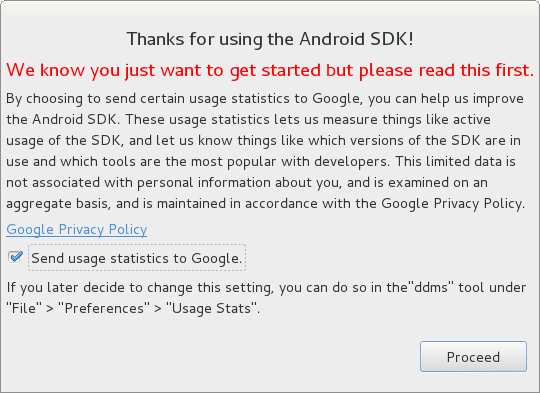 Thanks for using the Android SDK!
We know you just want to get started but please read this first.
By choosing to send certain usage statistics to Google, you can help us improve
the Android SDK. These usage statistics lets us measure things like active
usage of the SDK, and let us know things like which versions of the SDK are in
use and which tools are the most popular with developers. This limited data is
not associated with personal information about you, and is examined on an
aggregate basis, and is maintained in accordance with the Google Privacy Policy.
Google Privacy Policy
Send usage statistics to Google.
If you later decide to change this setting, you can do so in the"ddms" tool under
"File" > "Preferences" > "Usage Stats".
Proceed